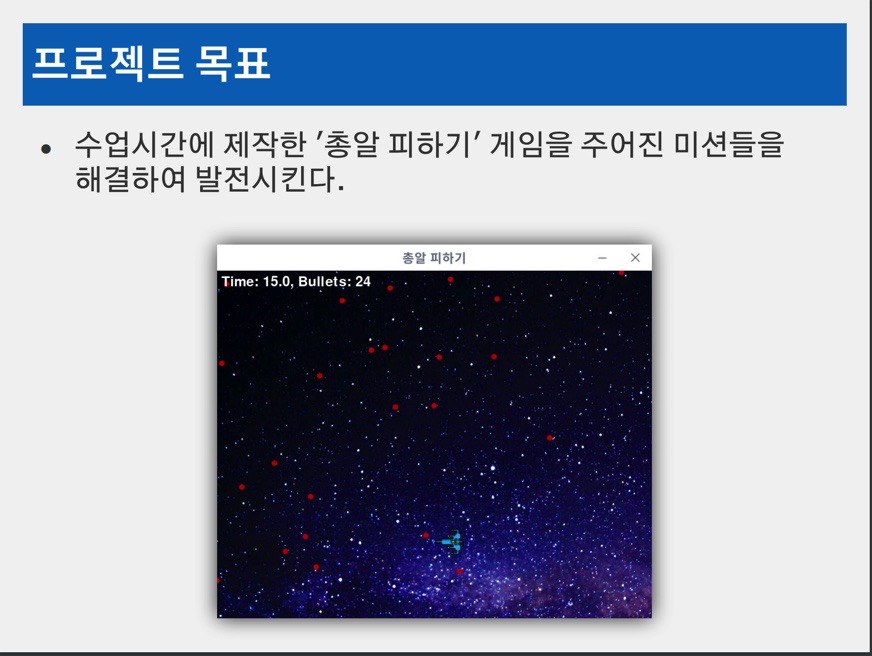 프로젝트 목표
• 수업시간에 제작한 '총알 피하기' 게임을 주어진 미션들을
해결하여 발전시킨다.
총알 피하기
Time: 15.0, Bullets: 24